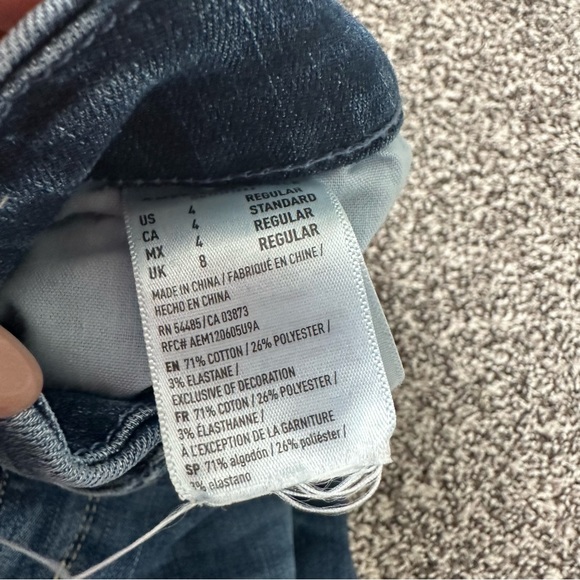 US 4 REGULAR
CA 4 STANDARD
MX 4 REGULAR
UK 8 REGULAR
MADE IN CHINA / FABRIQUÉ EN CHINE /
HECHO EN CHINA
RN 54485 / CA 03873
RFC# AEM120605U9A
EN 71% COTTON / 26% POLYESTER /
3% ELASTANE /
EXCLUSIVE OF DECORATION
FR 71% COTON / 26% POLYESTER /
3% ÉLASTHANNE /
À L'EXCEPTION DE LA GARNITURE
SP 71% algodón / 26% poliéster /
3% elastano